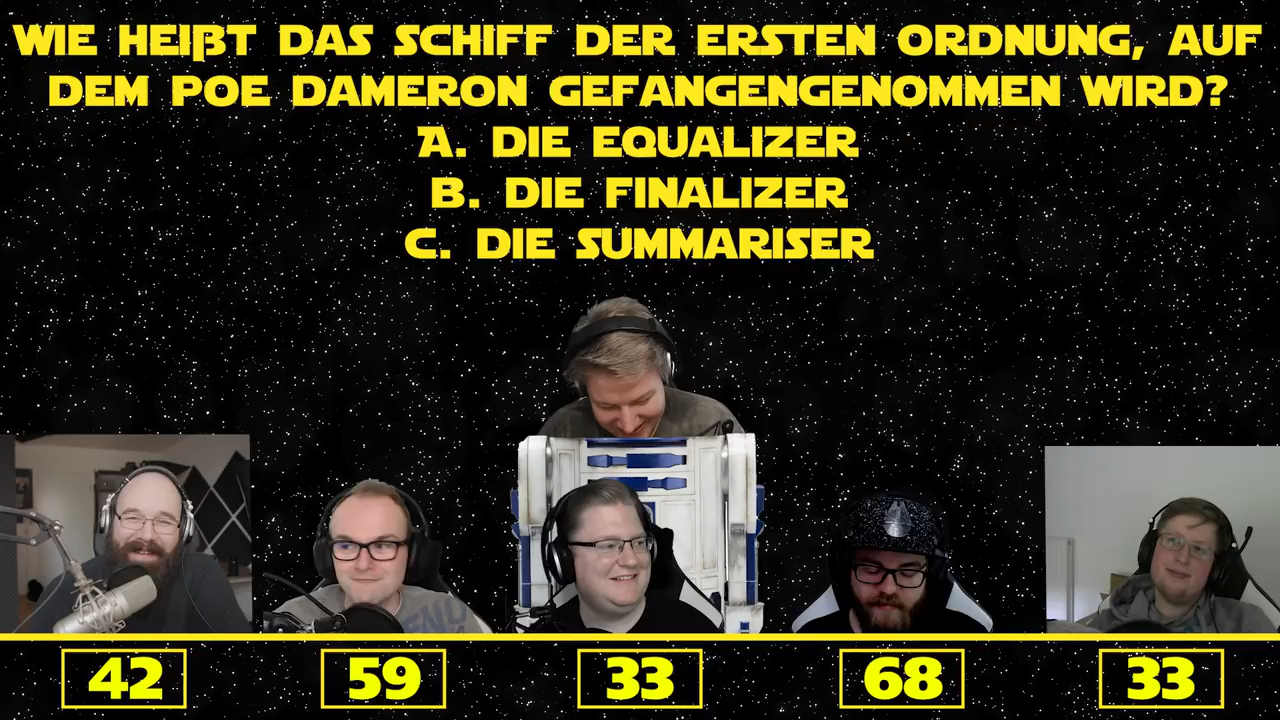 WIE HEIßT DAS SCHIFF DER ERSTEN ORDNUNG, AUF
DEM POE DAMERON GEFANGENGENOMMEN WIRD?
A. DIE EQUALIZER
B. DIE FINALIZER
C. DIE SUMMARISER
42 59 33 68 33